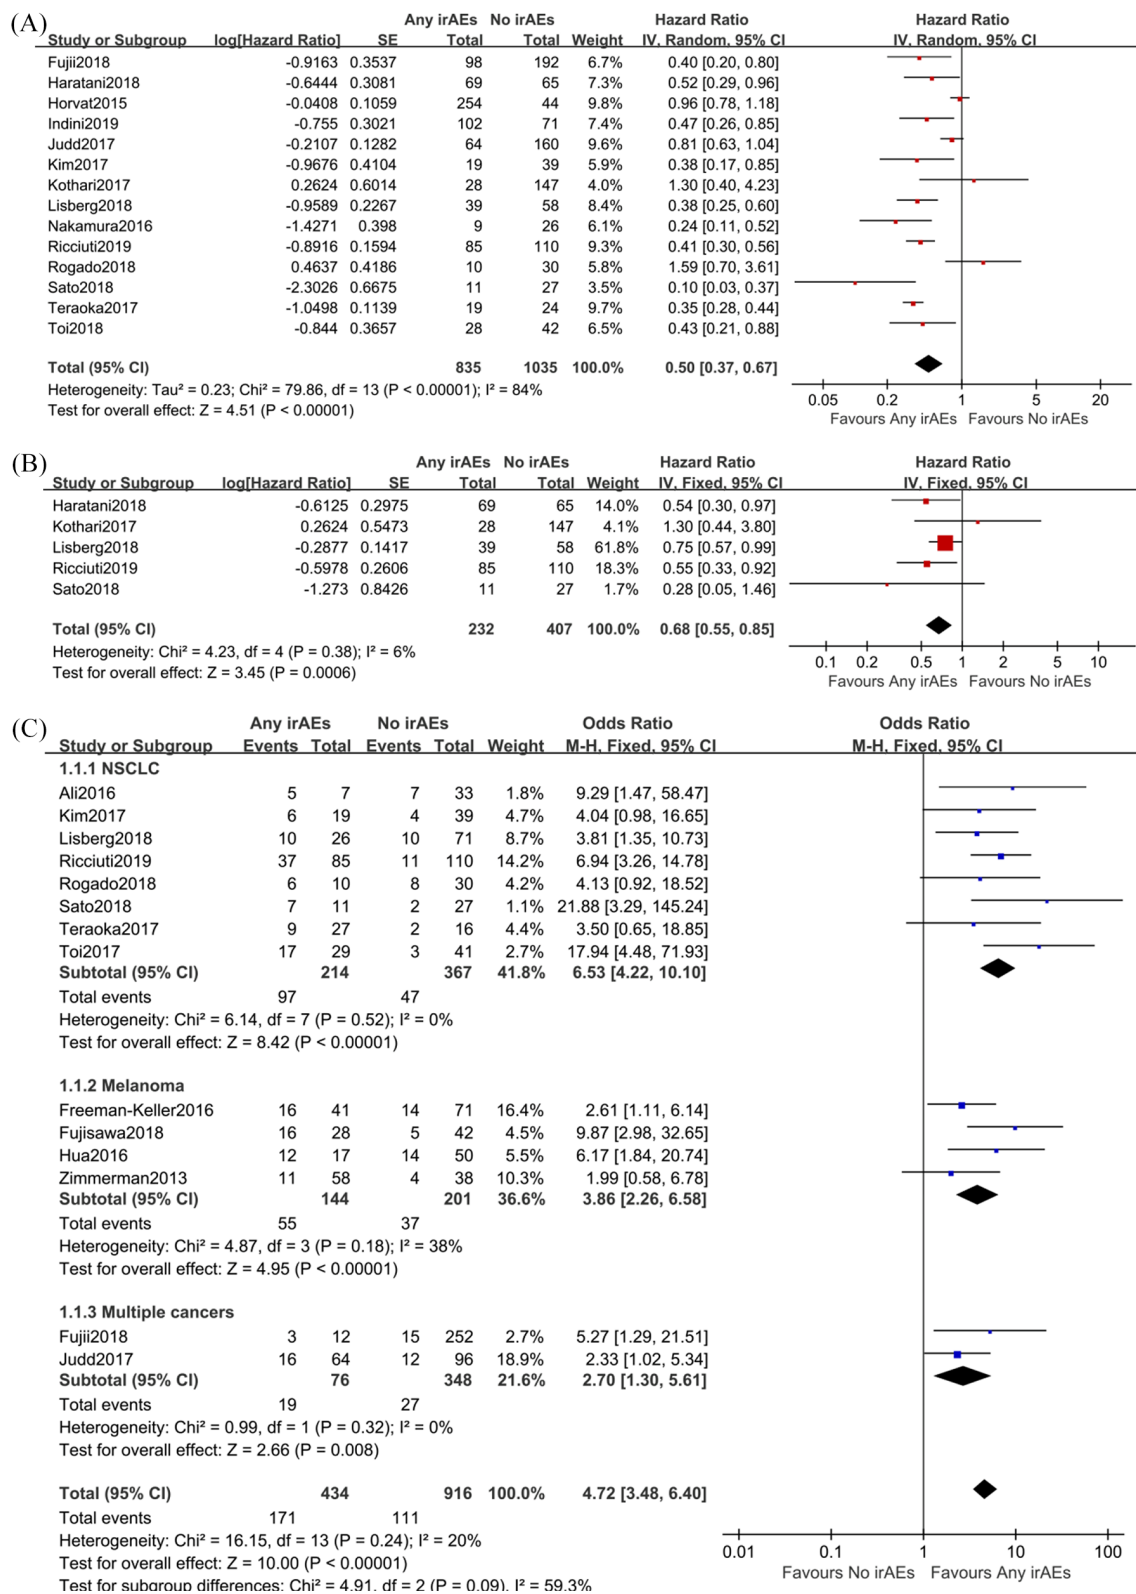 (A)
Any irAEs No irAEs Hazard Ratio Hazard Ratio
Study or Subgroup log[Hazard Ratio] SE Total Total Weight IV, Random, 95% CI IV, Random, 95% CI
Fujii2018 -0.9163 0.3537 98 192 6.7% 0.40 [0.20, 0.80]
Haratani2018 -0.6444 0.3081 69 65 7.3% 0.52 [0.29, 0.96]
Horvat2015 -0.0408 0.1059 254 44 9.8% 0.96 [0.78, 1.18]
Indini2019 -0.755 0.3021 102 71 7.4% 0.47 [0.26, 0.85]
Judd2017 -0.2107 0.1282 64 160 9.6% 0.81 [0.63, 1.04]
Kim2017 -0.9676 0.4104 19 39 5.9% 0.38 [0.17, 0.85]
Kothari2017 0.2624 0.6014 28 147 4.0% 1.30 [0.40, 4.23]
Lisberg2018 -0.9589 0.2267 39 58 8.4% 0.38 [0.25, 0.60]
Nakamura2016 -1.4271 0.398 9 26 6.1% 0.24 [0.11, 0.52]
Ricciuti2019 -0.8916 0.1594 85 110 9.3% 0.41 [0.30, 0.56]
Rogado2018 0.4637 0.4186 10 30 5.8% 1.59 [0.70, 3.61]
Sato2018 -2.3026 0.6675 11 27 3.5% 0.10 [0.03, 0.37]
Teraoka2017 -1.0498 0.1139 19 24 9.7% 0.35 [0.28, 0.44]
Toi2018 -0.844 0.3657 28 42 6.5% 0.43 [0.21, 0.88]
Total (95% CI) 835 1035 100.0% 0.50 [0.37, 0.67]
Heterogeneity: Tau² = 0.23; Chi² = 79.86, df = 13 (P < 0.00001); I² = 84%
Test for overall effect: Z = 4.51 (P < 0.00001)
0.05 0.2 1 5 20
Favours Any irAEs Favours No irAEs
(B)
Any irAEs No irAEs Hazard Ratio Hazard Ratio
Study or Subgroup log[Hazard Ratio] SE Total Total Weight IV, Fixed, 95% CI IV, Fixed, 95% CI
Haratani2018 -0.6125 0.2975 69 65 14.0% 0.54 [0.30, 0.97]
Kothari2017 0.2624 0.5473 28 147 4.1% 1.30 [0.44, 3.80]
Lisberg2018 -0.2877 0.1417 39 58 61.8% 0.75 [0.57, 0.99]
Ricciuti2019 -0.5978 0.2606 85 110 18.3% 0.55 [0.33, 0.92]
Sato2018 -1.273 0.8426 11 27 1.7% 0.28 [0.05, 1.46]
Total (95% CI) 232 407 100.0% 0.68 [0.55, 0.85]
Heterogeneity: Chi² = 4.23, df = 4 (P = 0.38); I² = 6%
Test for overall effect: Z = 3.45 (P = 0.0006)
0.1 0.2 0.5 1 2 5 10
Favours Any irAEs Favours No irAEs
(C)
Any irAEs No irAEs Odds Ratio Odds Ratio
Study or Subgroup Events Total Events Total Weight M-H, Fixed, 95% CI M-H, Fixed, 95% CI
1.1.1 NSCLC
Ali2016 5 7 7 33 1.8% 9.29 [1.47, 58.47]
Kim2017 6 19 4 39 4.7% 4.04 [0.98, 16.65]
Lisberg2018 10 26 10 71 8.7% 3.81 [1.35, 10.73]
Ricciuti2019 37 85 11 110 14.2% 6.94 [3.26, 14.78]
Rogado2018 6 10 8 30 4.2% 4.13 [0.92, 18.52]
Sato2018 7 11 2 27 1.1% 21.88 [3.29, 145.24]
Teraoka2017 9 27 2 16 4.4% 3.50 [0.65, 18.85]
Toi2017 17 29 3 41 2.7% 17.94 [4.48, 71.93]
Subtotal (95% CI) 214 367 41.8% 6.53 [4.22, 10.10]
Total events 97 47
Heterogeneity: Chi² = 6.14, df = 7 (P = 0.52); I² = 0%
Test for overall effect: Z = 8.42 (P < 0.00001)
1.1.2 Melanoma
Freeman-Keller2016 16 41 14 71 16.4% 2.61 [1.11, 6.14]
Fujisawa2018 16 28 5 42 4.5% 9.87 [2.98, 32.65]
Hua2016 12 17 14 50 5.5% 6.17 [1.84, 20.74]
Zimmerman2013 11 58 4 38 10.3% 1.99 [0.58, 6.78]
Subtotal (95% CI) 144 201 36.6% 3.86 [2.26, 6.58]
Total events 55 37
Heterogeneity: Chi² = 4.87, df = 3 (P = 0.18); I² = 38%
Test for overall effect: Z = 4.95 (P < 0.00001)
1.1.3 Multiple cancers
Fujii2018 3 12 15 252 2.7% 5.27 [1.29, 21.51]
Judd2017 16 64 12 96 18.9% 2.33 [1.02, 5.34]
Subtotal (95% CI) 76 348 21.6% 2.70 [1.30, 5.61]
Total events 19 27
Heterogeneity: Chi² = 0.99, df = 1 (P = 0.32); I² = 0%
Test for overall effect: Z = 2.66 (P = 0.008)
Total (95% CI) 434 916 100.0% 4.72 [3.48, 6.40]
Total events 171 111
Heterogeneity: Chi² = 16.15, df = 13 (P = 0.24); I² = 20%
Test for overall effect: Z = 10.00 (P < 0.00001)
Test for subgroup differences: Chi² = 4.91, df = 2 (P = 0.09), I² = 59.3%
0.01 0.1 1 10 100
Favours No irAEs Favours Any irAEs